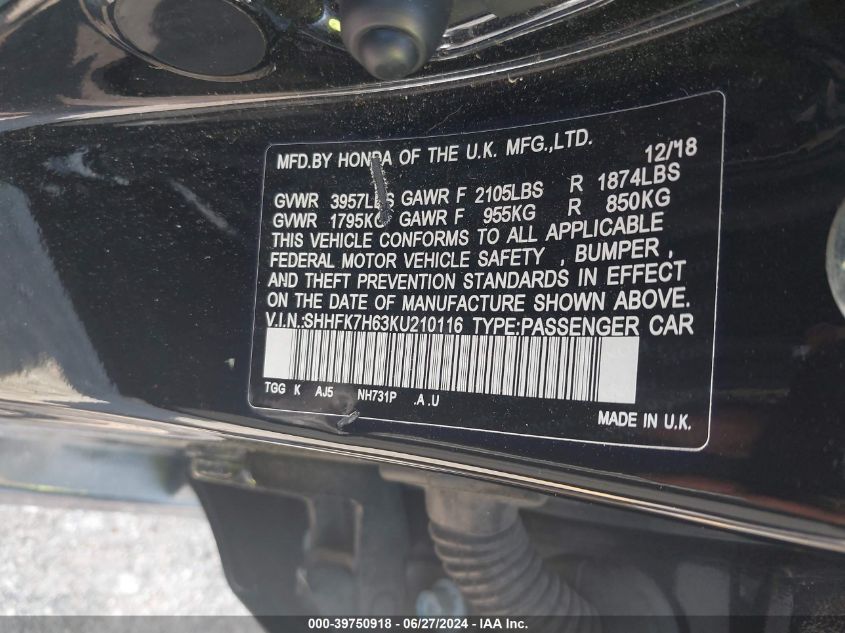 MFD.BY HONDA OF THE U.K. MFG.,LTD. 12/18
GVWR 3957LBS GAWR F 2105LBS R 1874LBS
GVWR 1795KG GAWR F 955KG R 850KG
THIS VEHICLE CONFORMS TO ALL APPLICABLE
FEDERAL MOTOR VEHICLE SAFETY , BUMPER ,
AND THEFT PREVENTION STANDARDS IN EFFECT
ON THE DATE OF MANUFACTURE SHOWN ABOVE.
V.I.N.:SHHFK7H63KU210116 TYPE:PASSENGER CAR
TGG K AJ5 NH731P .A .U
MADE IN U.K.
000-39750918 - 06/27/2024 - IAA Inc.